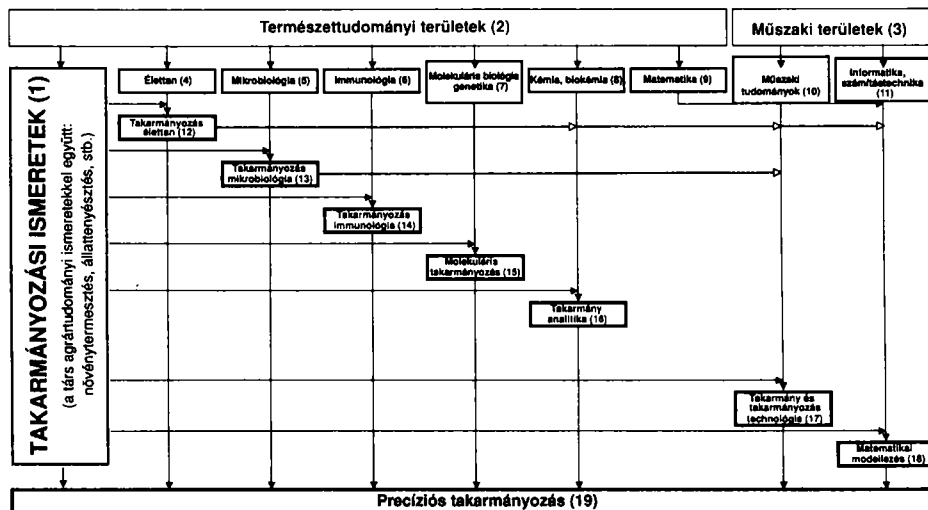 Természettudományi területek (2)
Műszaki területek (3)
TAKARMÁNYOZÁSI ISMERETEK (1)
(a társ agrártudományi ismeretekkel együtt:
növénytermesztés, állattenyésztés, stb.)
Élettan (4)
Mikrobiológia (5)
Immunológia (6)
Molekuláris biológia
genetika (7)
Kémia, biokémia (8)
Matematika (9)
Műszaki
tudományok (10)
Informatika,
számítástechnika
(11)
Takarmányozás
élettan (12)
Takarmányozás
mikrobiológia (13)
Takarmányozás
immunológia (14)
Molekuláris
takarmányozás (15)
Takarmány
analitika (16)
Takarmány és
takarmányozás
technológia (17)
Matematikai
modellezés (18)
Precíziós takarmányozás (19)